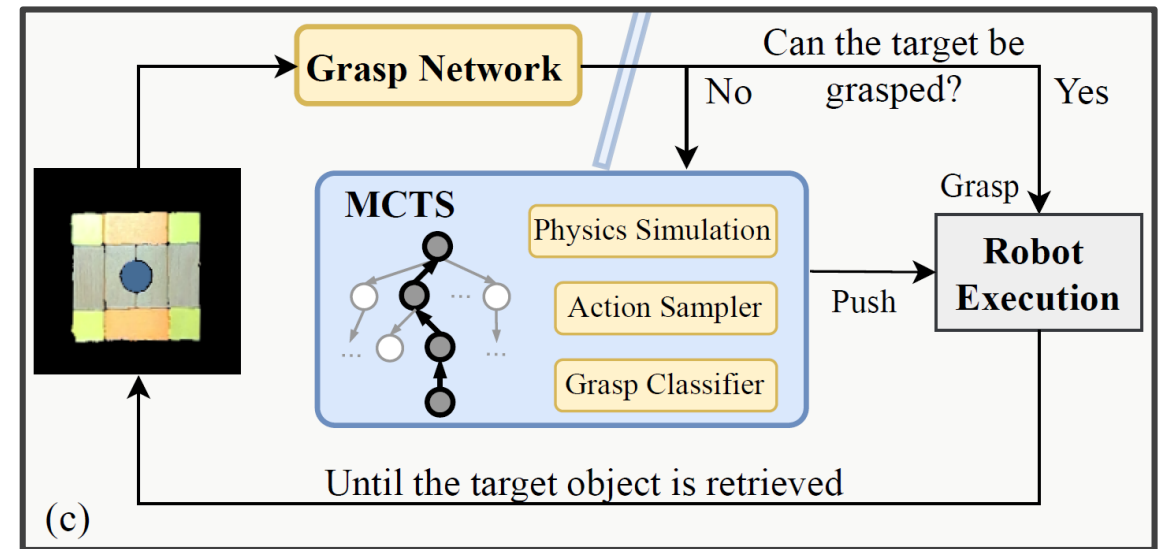 Grasp Network
Can the target be
grasped?
No
Yes
MCTS
Physics Simulation
Action Sampler
Grasp Classifier
...
...
...
Grasp
Push
Robot
Execution
Until the target object is retrieved
(c)